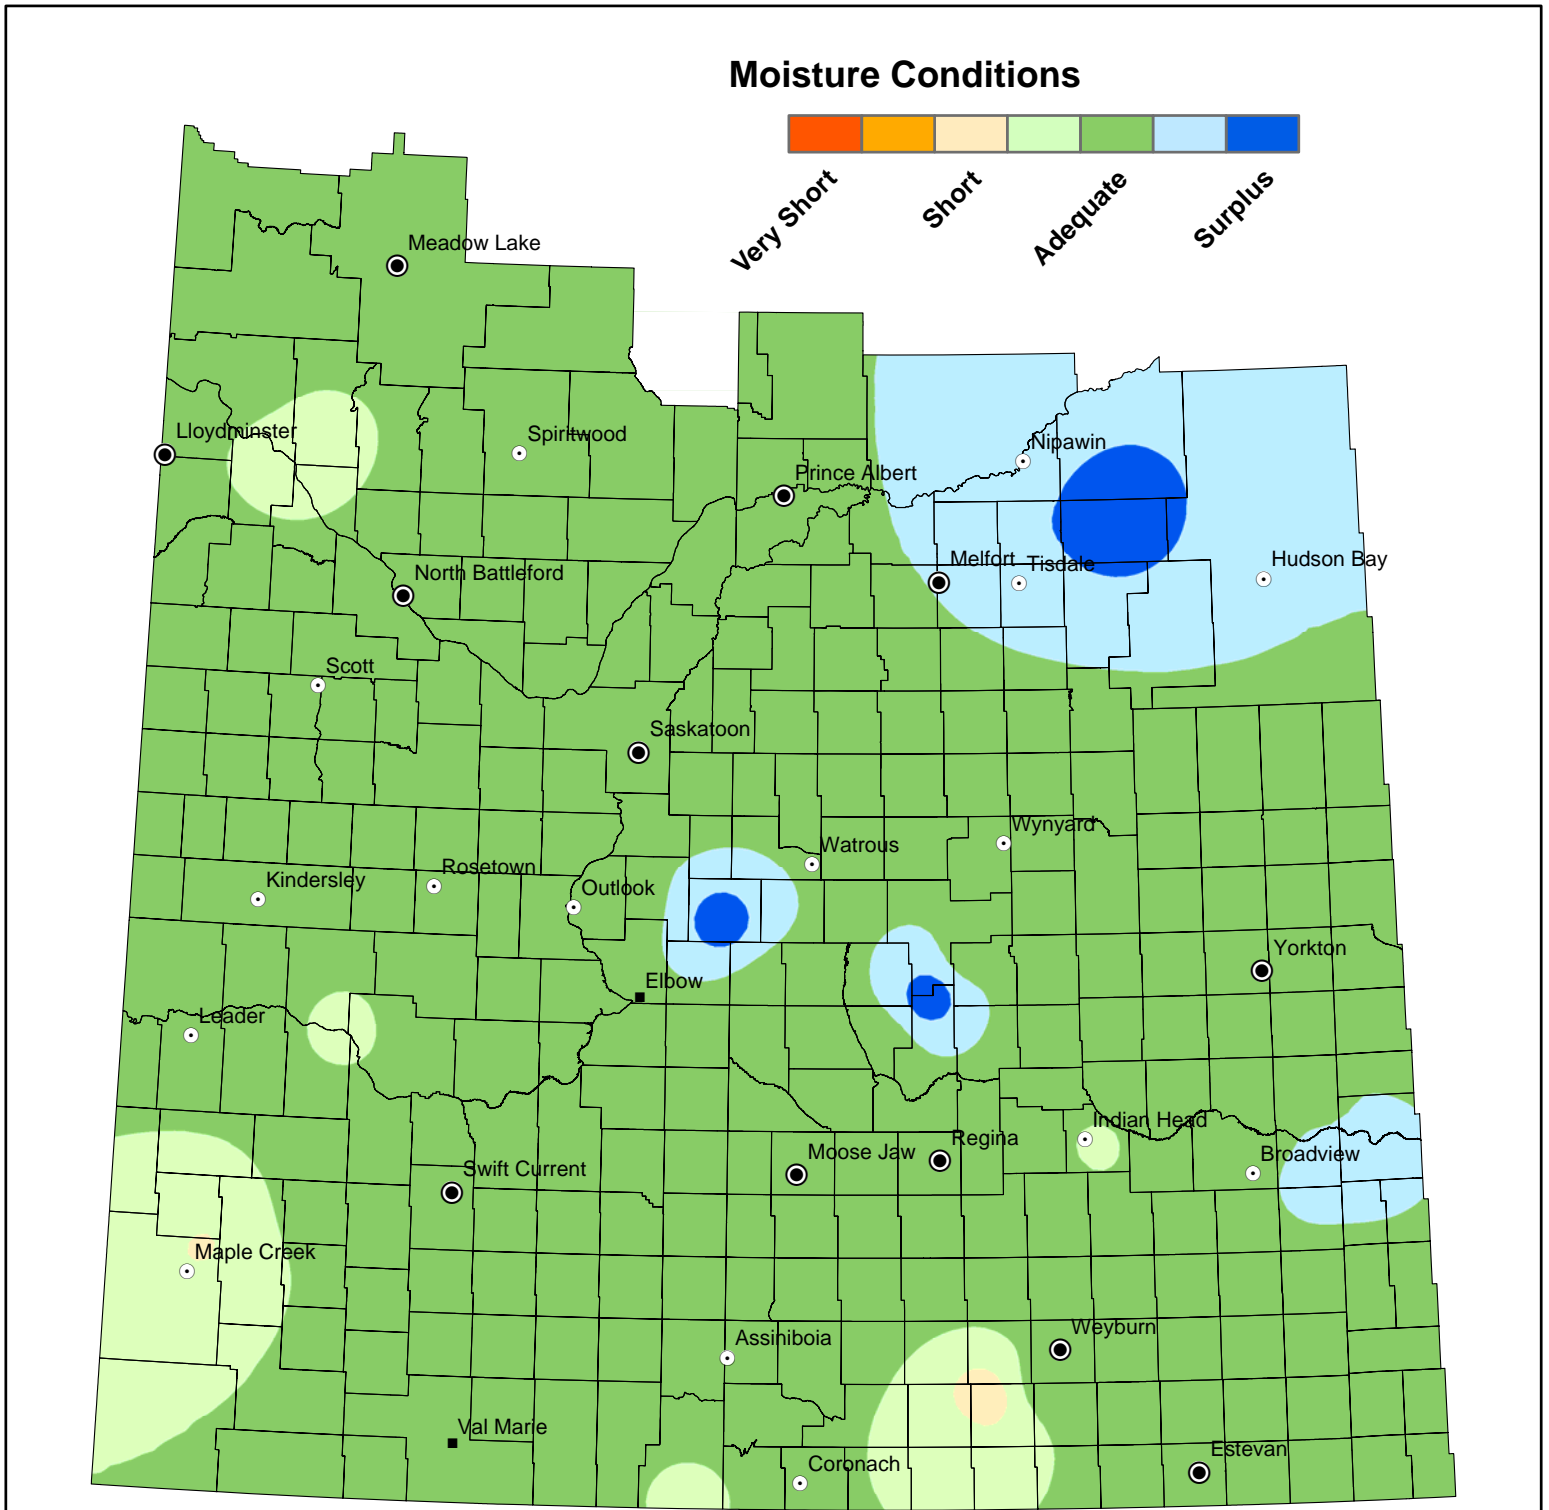 Moisture Conditions
Very Short
Short
Adequate
Surplus
Meadow Lake
Lloydminster
Spiritwood
Nipawin
Prince Albert
Melfort
Tisdale
Hudson Bay
North Battleford
Scott
Saskatoon
Wynyard
Watrous
Rosetown
Kindersley
Outlook
Yorkton
Elbow
Leader
Indian Head
Regina
Moose Jaw
Broadview
Swift Current
Maple Creek
Weyburn
Assiniboia
Val Marie
Estevan
Coronach